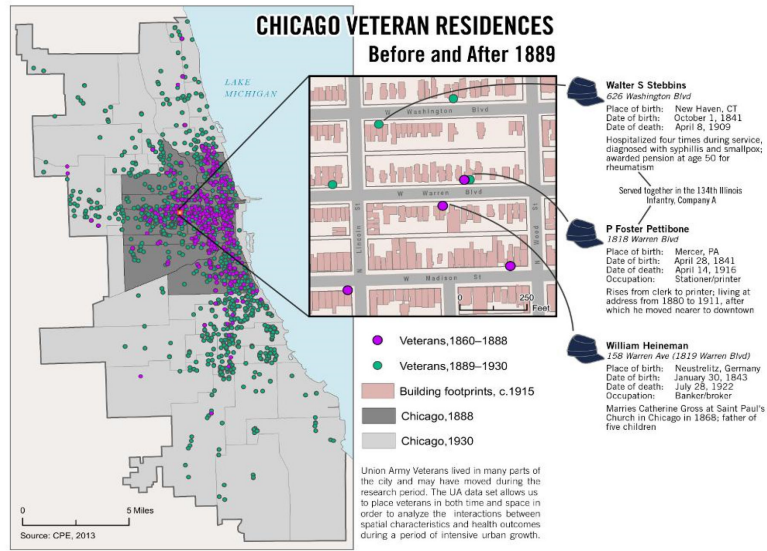 CHICAGO VETERAN RESIDENCES
Before and After 1889
LAKE
MICHIGAN
W Washington Blvd
W Warren Blvd
W Madison St
N Lincoln St
N Wood St
0 250
Feet
Walter S Stebbins
626 Washington Blvd
Place of birth: New Haven, CT
Date of birth: October 1, 1841
Date of death: April 8, 1909
Hospitalized four times during service,
diagnosed with syphillis and smallpox;
awarded pension at age 50 for
rheumatism
Served together in the 134th Illinois
Infantry, Company A
P Foster Pettibone
1818 Warren Blvd
Place of birth: Mercer, PA
Date of birth: April 28, 1841
Date of death: April 14, 1916
Occupation: Stationer/printer
Rises from clerk to printer; living at
address from 1880 to 1911, after
which he moved nearer to downtown
William Heineman
158 Warren Ave (1819 Warren Blvd)
Place of birth: Neustrelitz, Germany
Date of birth: January 30, 1843
Date of death: July 28, 1922
Occupation: Banker/broker
Marries Catherine Gross at Saint Paul's
Church in Chicago in 1868; father of
five children
Veterans,1860–1888
Veterans,1889–1930
Building footprints, c.1915
Chicago,1888
Chicago,1930
Union Army Veterans lived in many parts of
the city and may have moved during the
research period. The UA data set allows us
to place veterans in both time and space in
order to analyze the interactions between
spatial characteristics and health outcomes
during a period of intensive urban growth.
0 5 Miles
Source: CPE, 2013